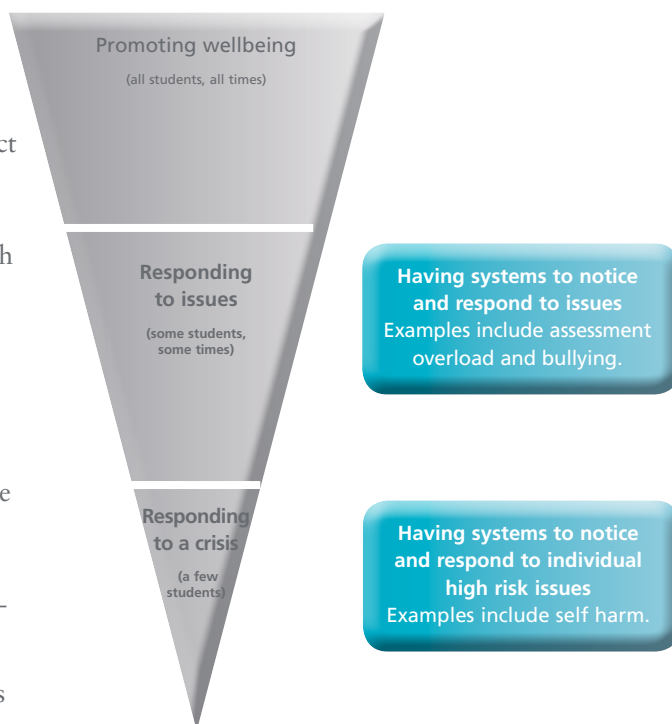 Promoting wellbeing
(all students, all times)
ct
h
Responding
to issues
(some students,
some times)
Having systems to notice
and respond to issues
Examples include assessment
overload and bullying.
e
Responding
to a crisis
(a few
students)
Having systems to notice
and respond to individual
high risk issues
Examples include self harm.
–
s